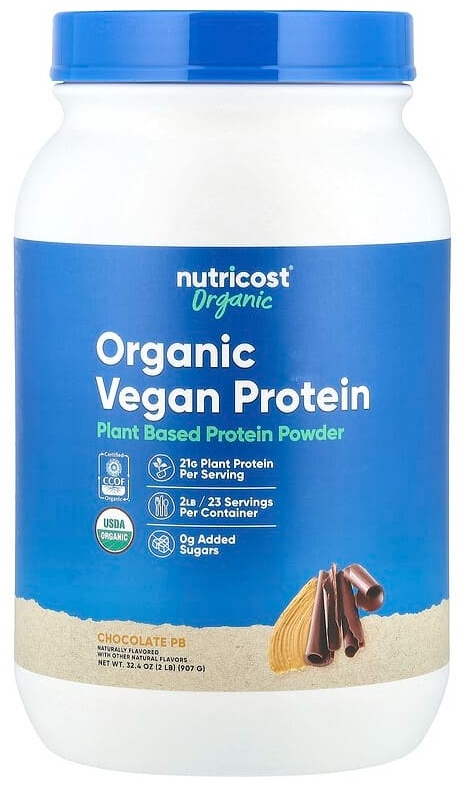 nutricost®
Organic
Organic
Vegan Protein
Plant Based Protein Powder
Certified
CCOF
Organic
21G Plant Protein
Per Serving
USDA
ORGANIC
2LB / 23 Servings
Per Container
0g Added
Sugars
CHOCOLATE PB
NATURALLY FLAVORED
WITH OTHER NATURAL FLAVORS
NET WT. 32.4 OZ (2 LB) (907 G)